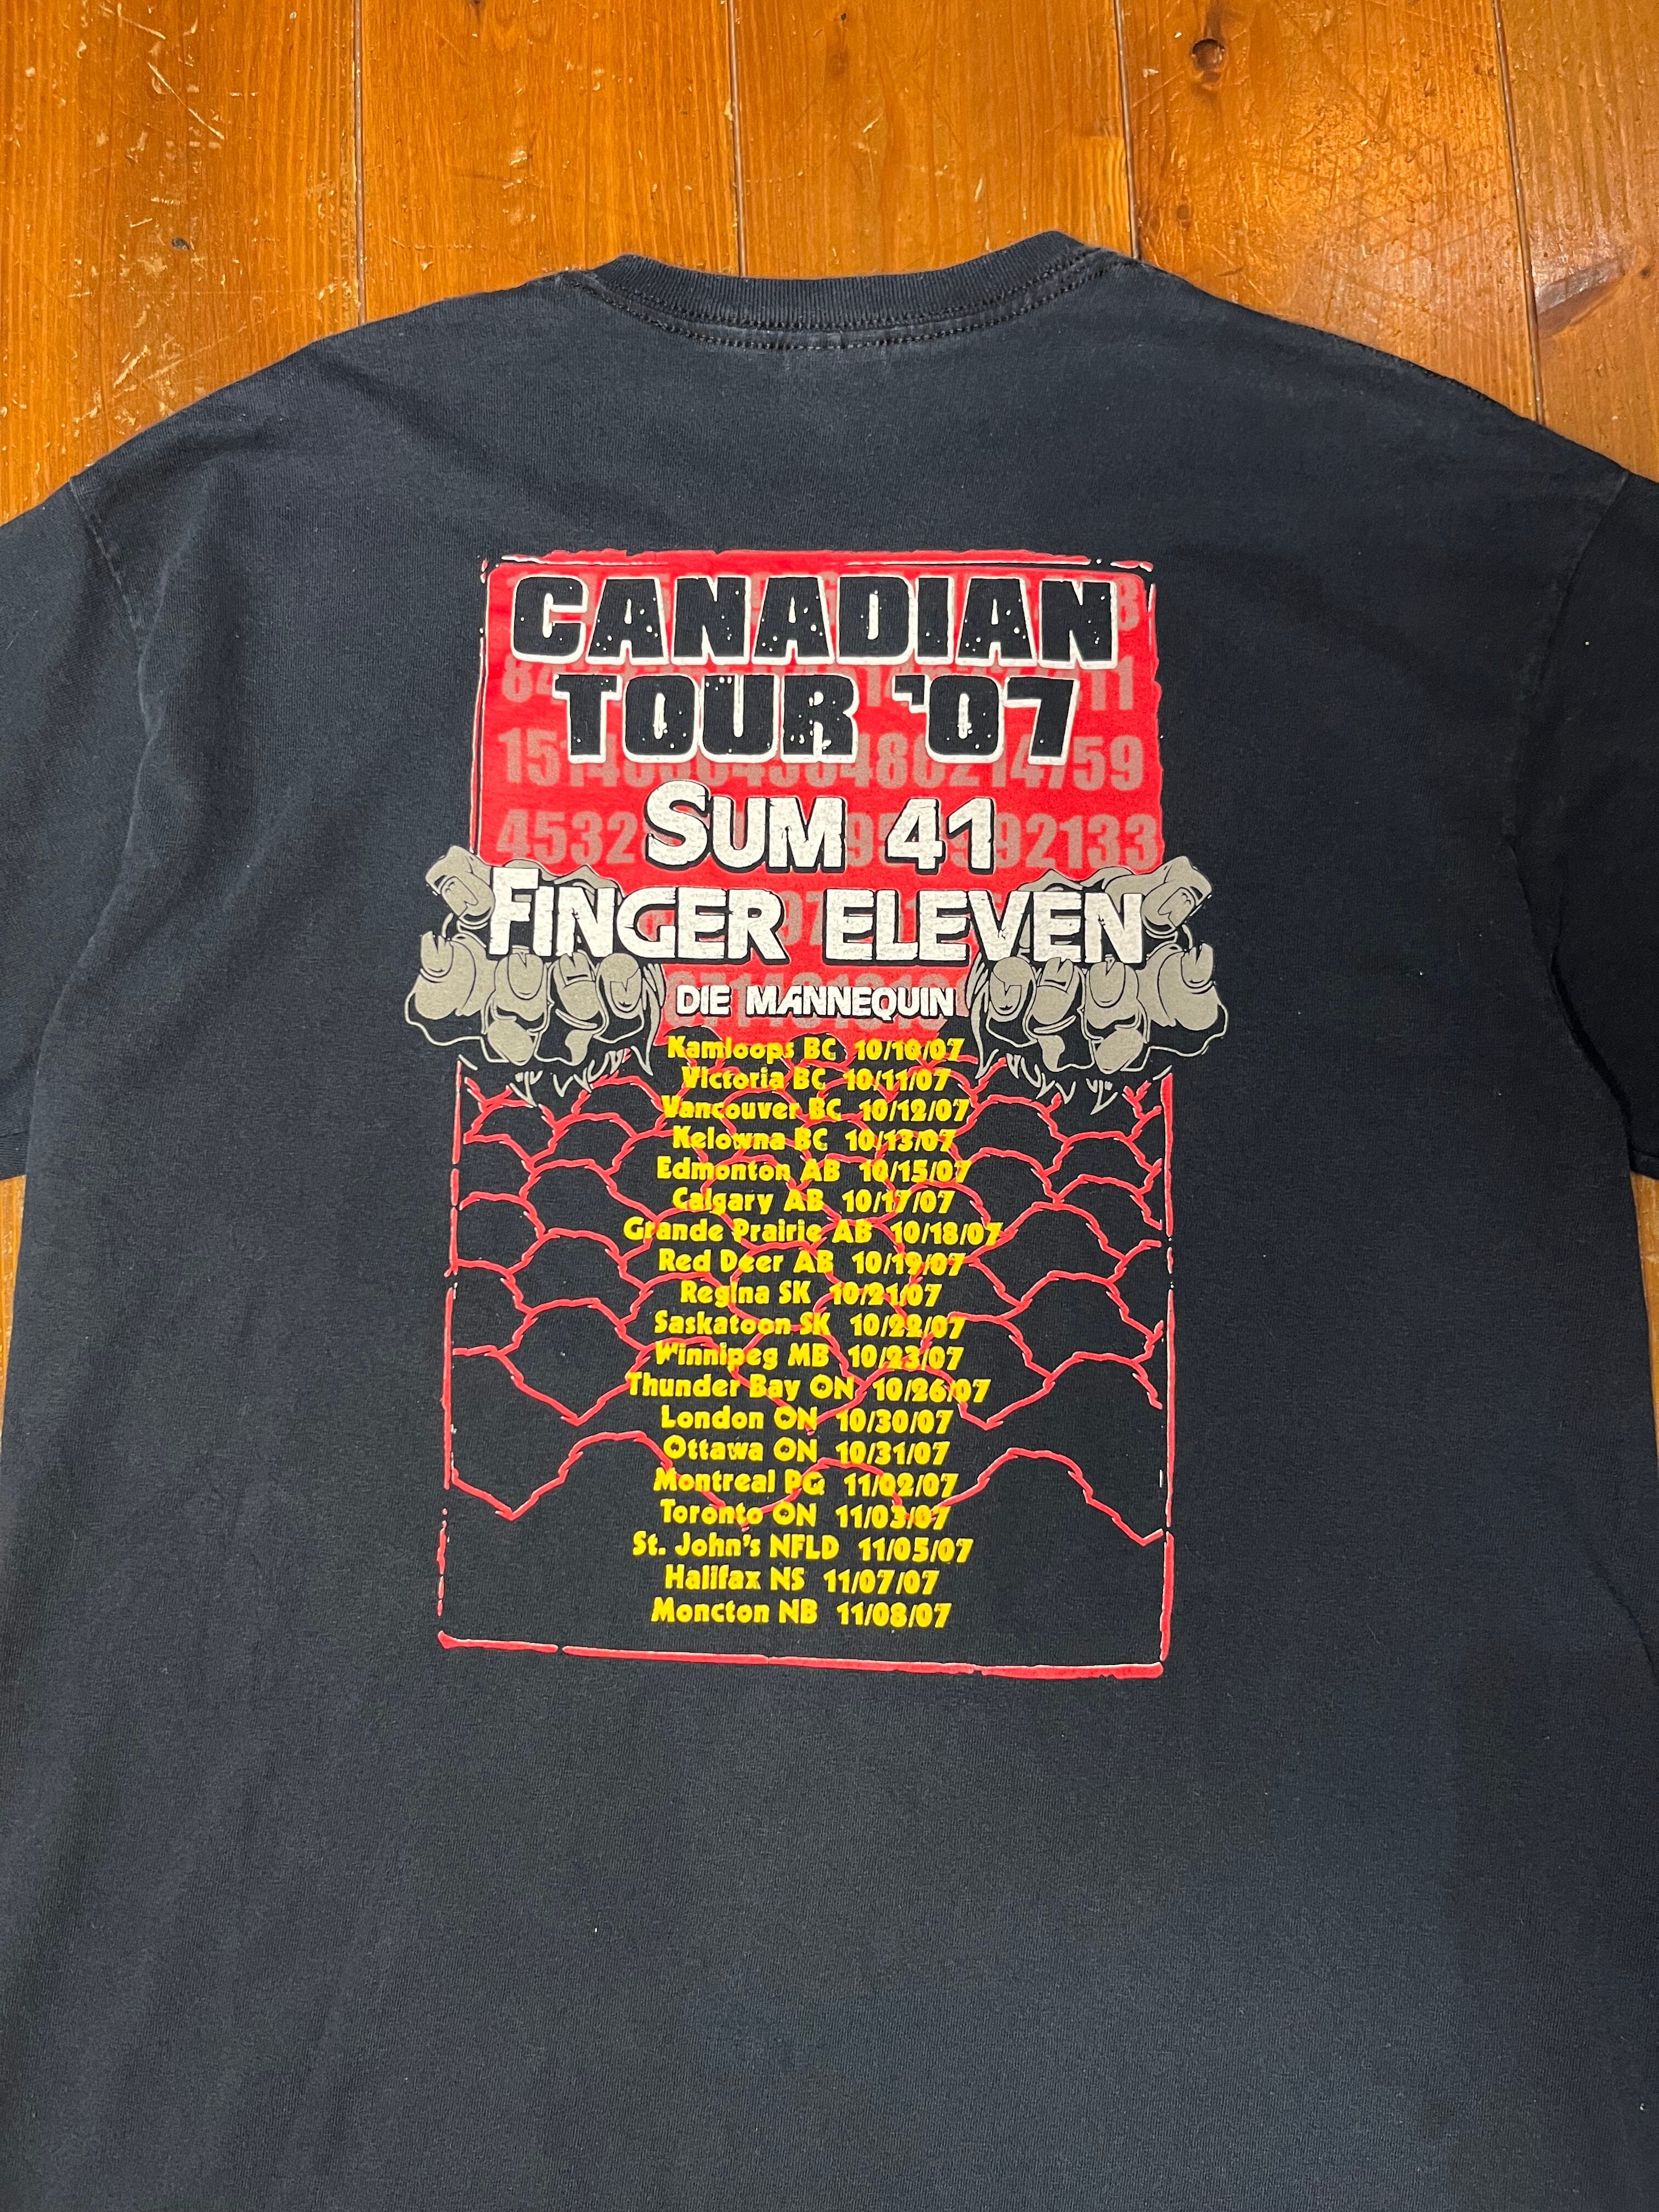 CANADIAN
TOUR '07
SUM 41
FINGER ELEVEN
DIE MANNEQUIN
Kamloops BC 10/10/07
Victoria BC 10/11/07
Vancouver BC 10/12/07
Kelowna BC 10/13/07
Edmonton AB 10/15/07
Calgary AB 10/17/07
Grande Prairie AB 10/18/07
Red Deer AB 10/19/07
Regina SK 10/21/07
Saskatoon SK 10/22/07
Winnipeg MB 10/23/07
Thunder Bay ON 10/26/07
London ON 10/30/07
Ottawa ON 10/31/07
Montreal PQ 11/02/07
Toronto ON 11/03/07
St. John's NFLD 11/05/07
Halifax NS 11/07/07
Moncton NB 11/08/07